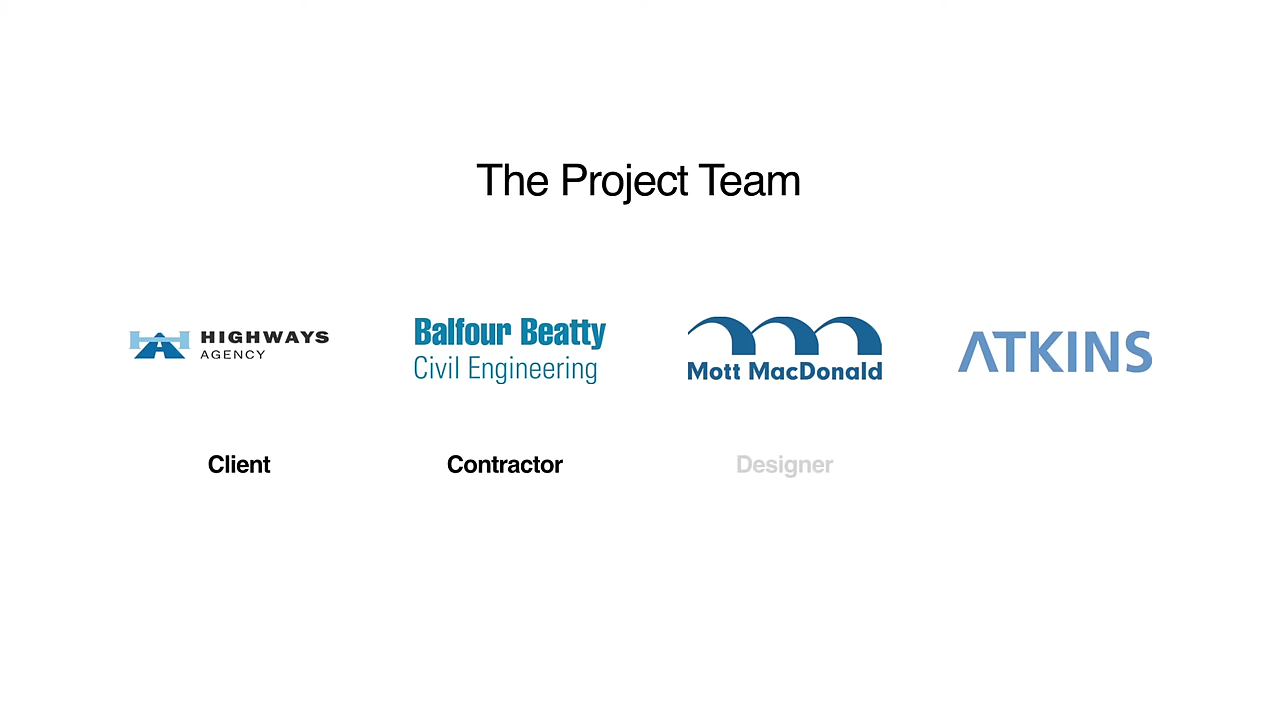 The Project Team
HIGHWAYS
AGENCY
Balfour Beatty
Civil Engineering
Mott MacDonald
ATKINS
Client
Contractor
Designer